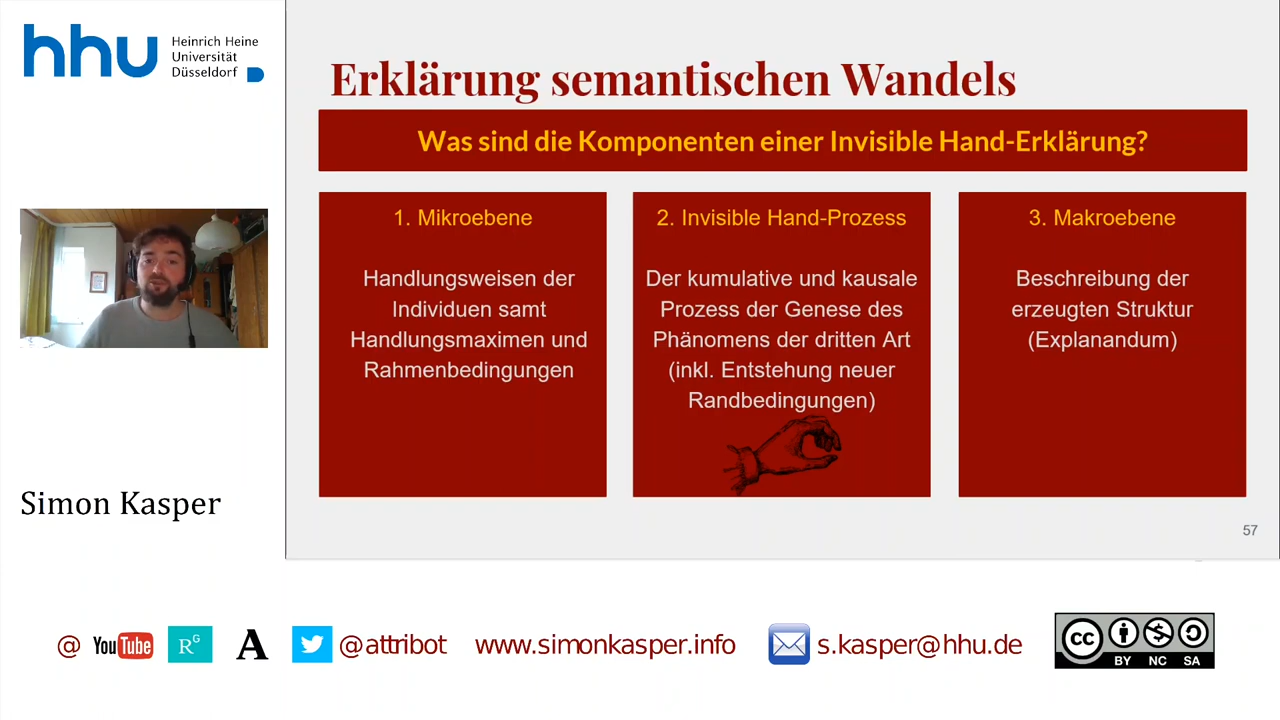 hhu
Heinrich Heine
Universität
Düsseldorf
Erklärung semantischen Wandels
Was sind die Komponenten einer Invisible Hand-Erklärung?
1. Mikroebene
Handlungsweisen der
Individuen samt
Handlungsmaximen und
Rahmenbedingungen
2. Invisible Hand-Prozess
Der kumulative und kausale
Prozess der Genese des
Phänomens der dritten Art
(inkl. Entstehung neuer
Randbedingungen)
3. Makroebene
Beschreibung der
erzeugten Struktur
(Explanandum)
Simon Kasper
57
@ YouTube RG A @attribot www.simonkasper.info s.kasper@hhu.de
cc
BY NC SA